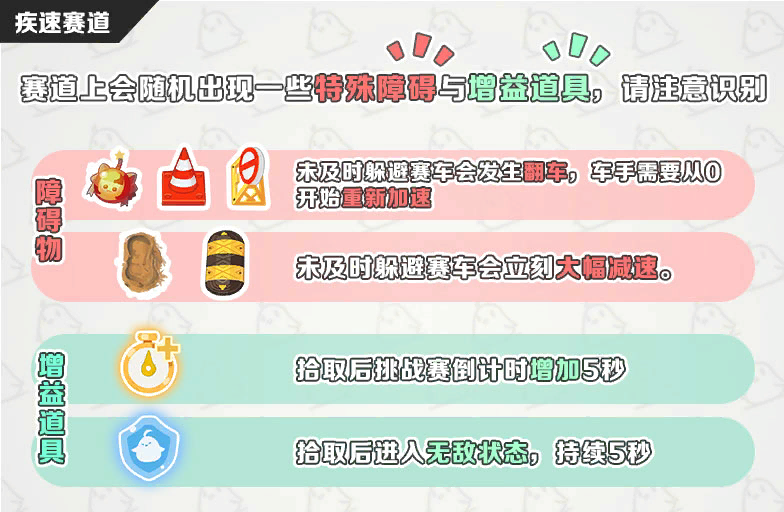 疾速赛道
赛道上会随机出现一些特殊障碍与增益道具，请注意识别
障碍物
未及时躲避赛车会发生翻车，车手需要从0
开始重新加速
未及时躲避赛车会立刻大幅减速。
增益道具
拾取后挑战赛倒计时增加5秒
拾取后进入无敌状态，持续5秒